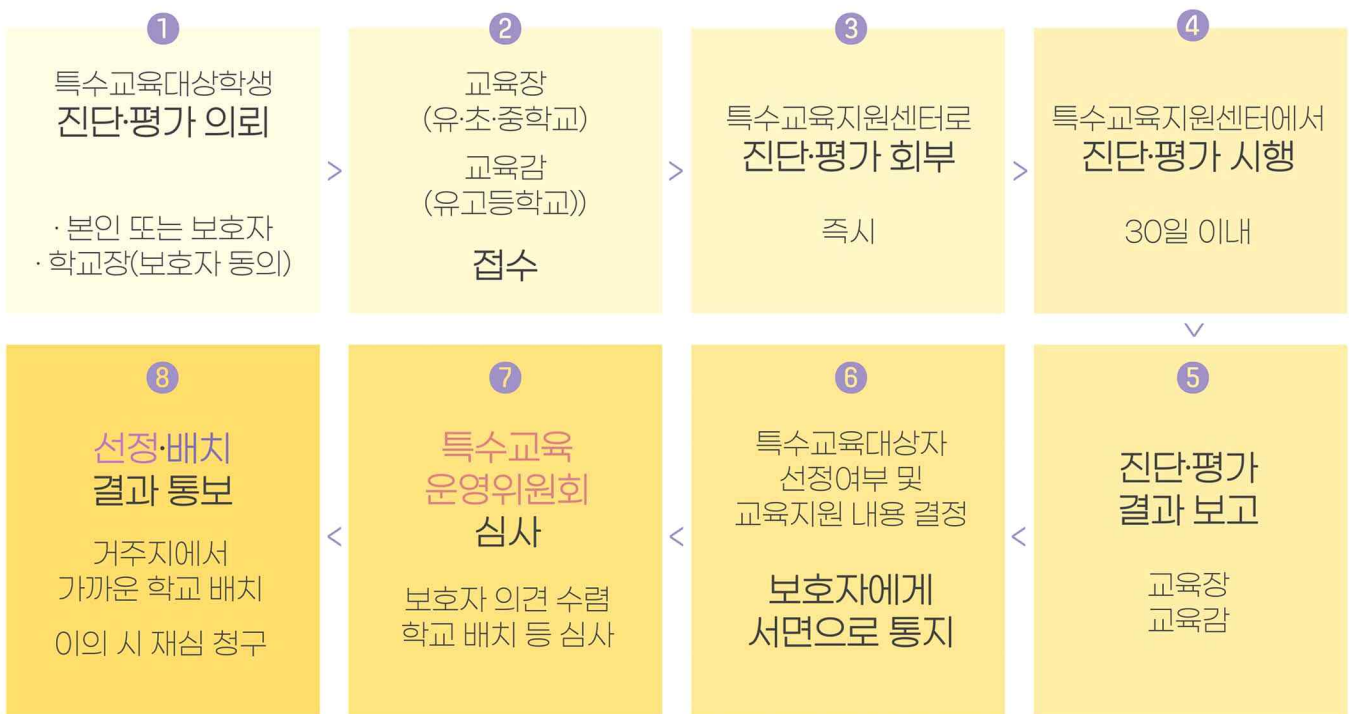 1
특수교육대상학생
진단·평가 의뢰
· 본인 또는 보호자
· 학교장(보호자 동의)
>
2
교육장
(유·초·중학교)
교육감
(유고등학교))
접수
>
3
특수교육지원센터로
진단·평가 회부
즉시
>
4
특수교육지원센터에서
진단·평가 시행
30일 이내
5
진단·평가
결과 보고
교육장
교육감
<
6
특수교육대상자
선정여부 및
교육지원 내용 결정
보호자에게
서면으로 통지
<
7
특수교육
운영위원회
심사
보호자 의견 수렴
학교 배치 등 심사
<
8
선정·배치
결과 통보
거주지에서
가까운 학교 배치
이의 시 재심 청구